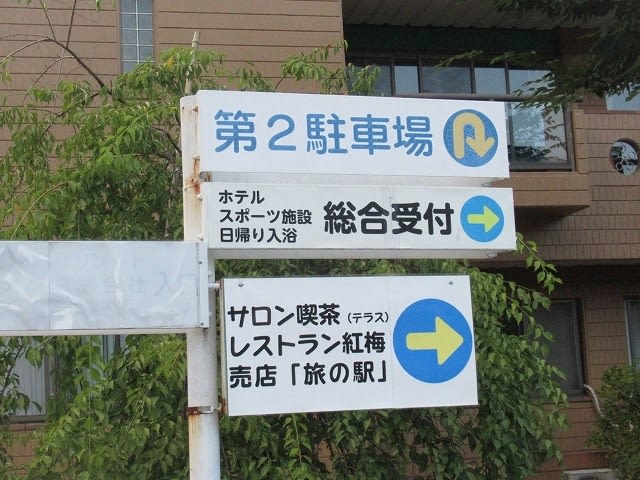 第2駐車場
ホテル
スポーツ施設
日帰り入浴
総合受付
サロン喫茶(テラス)
レストラン紅梅
売店「旅の駅」